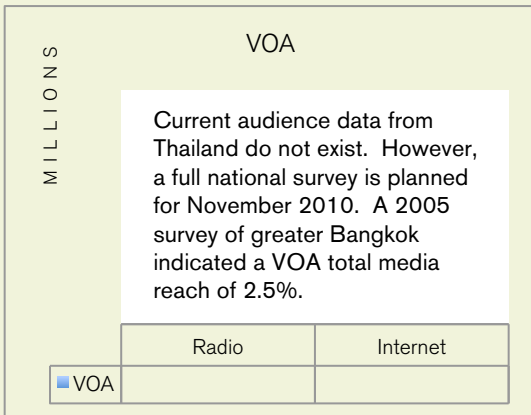 VOA
MILLIONS
Current audience data from
Thailand do not exist.  However,
a full national survey is planned
for November 2010.  A 2005
survey of greater Bangkok
indicated a VOA total media
reach of 2.5%.
Radio Internet
VOA